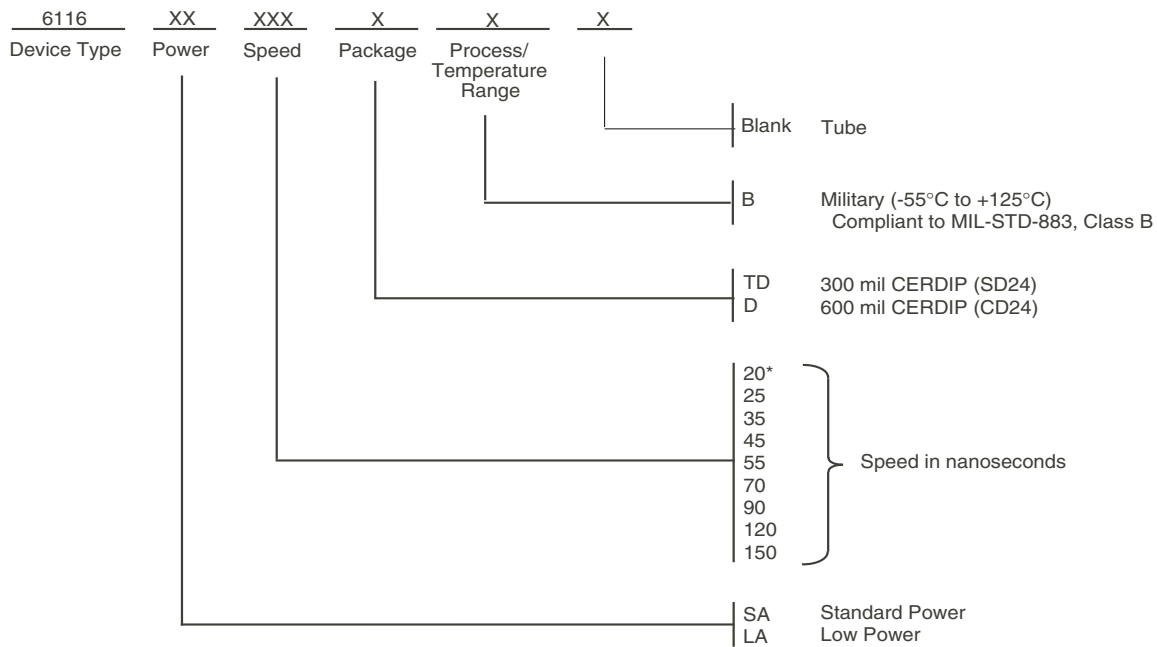 6116 XX XXX X X X
Device Type Power Speed Package Process/
Temperature
Range
Blank Tube
B Military (-55°C to +125°C)
Compliant to MIL-STD-883, Class B
TD 300 mil CERDIP (SD24)
D 600 mil CERDIP (CD24)
20*
25
35
45
55
70
90
120
150
Speed in nanoseconds
SA Standard Power
LA Low Power